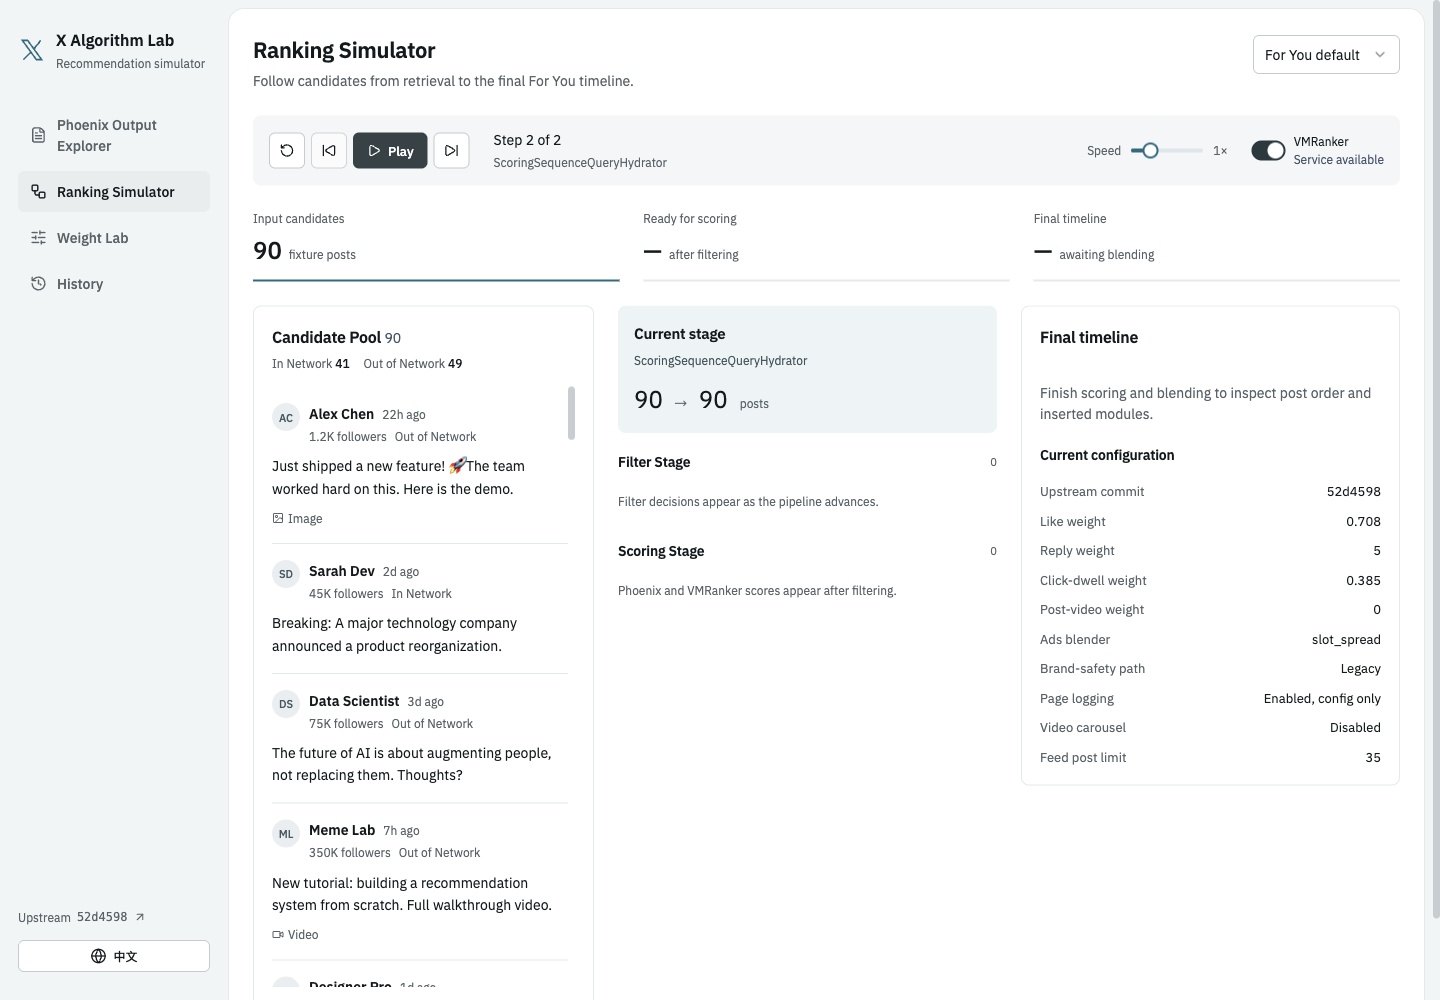 X Algorithm Lab
Recommendation simulator
Phoenix Output
Explorer
Ranking Simulator
Weight Lab
History
Upstream 52d4598
中文
Ranking Simulator
Follow candidates from retrieval to the final For You timeline.
For You default
Play
Step 2 of 2
ScoringSequenceQueryHydrator
Speed 1×
VMRanker
Service available
Input candidates
90 fixture posts
Ready for scoring
— after filtering
Final timeline
— awaiting blending
Candidate Pool 90
In Network 41 Out of Network 49
AC Alex Chen 22h ago
1.2K followers Out of Network
Just shipped a new feature! 🚀The team
worked hard on this. Here is the demo.
Image
SD Sarah Dev 2d ago
45K followers In Network
Breaking: A major technology company
announced a product reorganization.
DS Data Scientist 3d ago
75K followers Out of Network
The future of AI is about augmenting people,
not replacing them. Thoughts?
ML Meme Lab 7h ago
350K followers Out of Network
New tutorial: building a recommendation
system from scratch. Full walkthrough video.
Video
Designer Pro 1d ago
Current stage
ScoringSequenceQueryHydrator
90 → 90 posts
Filter Stage 0
Filter decisions appear as the pipeline advances.
Scoring Stage 0
Phoenix and VMRanker scores appear after filtering.
Final timeline
Finish scoring and blending to inspect post order and
inserted modules.
Current configuration
Upstream commit 52d4598
Like weight 0.708
Reply weight 5
Click-dwell weight 0.385
Post-video weight 0
Ads blender slot_spread
Brand-safety path Legacy
Page logging Enabled, config only
Video carousel Disabled
Feed post limit 35